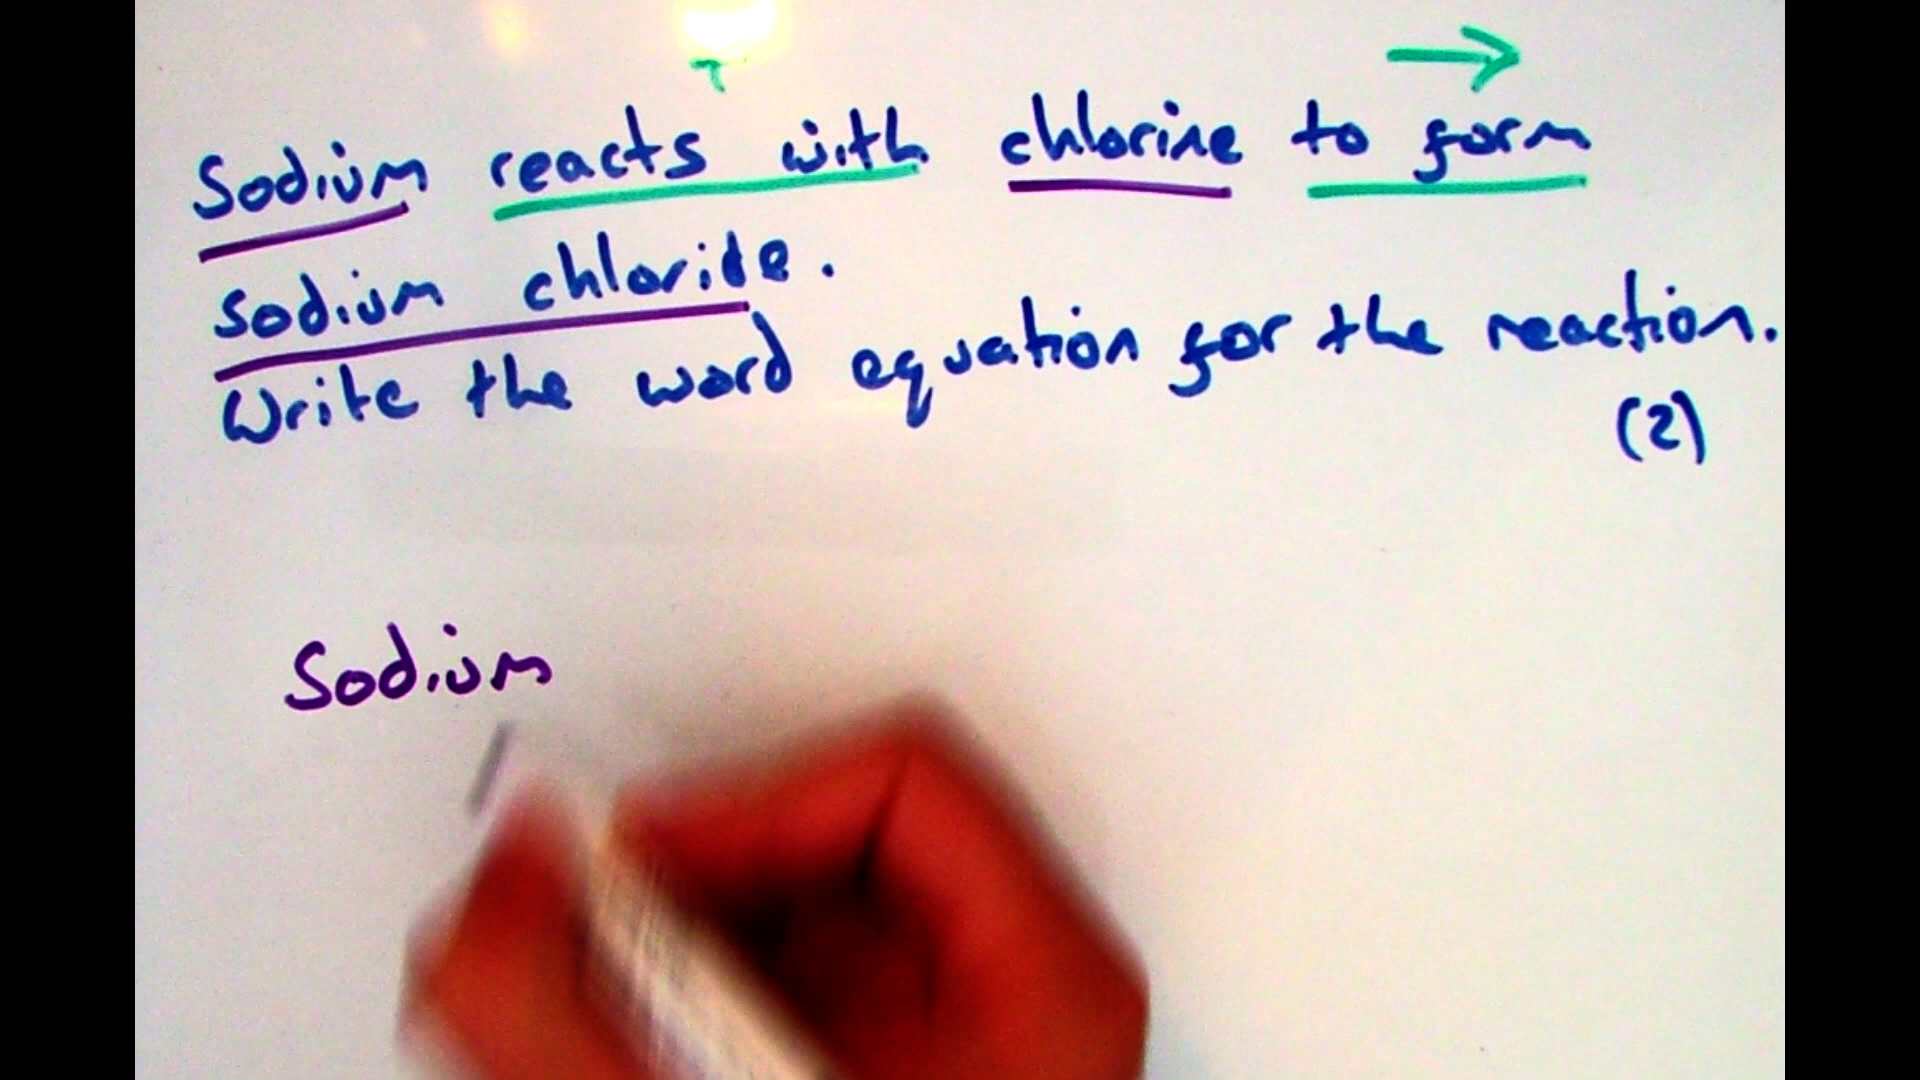 →
Sodium reacts with chlorine to form
sodium chloride.
Write the word equation for the reaction.
(2)
Sodium